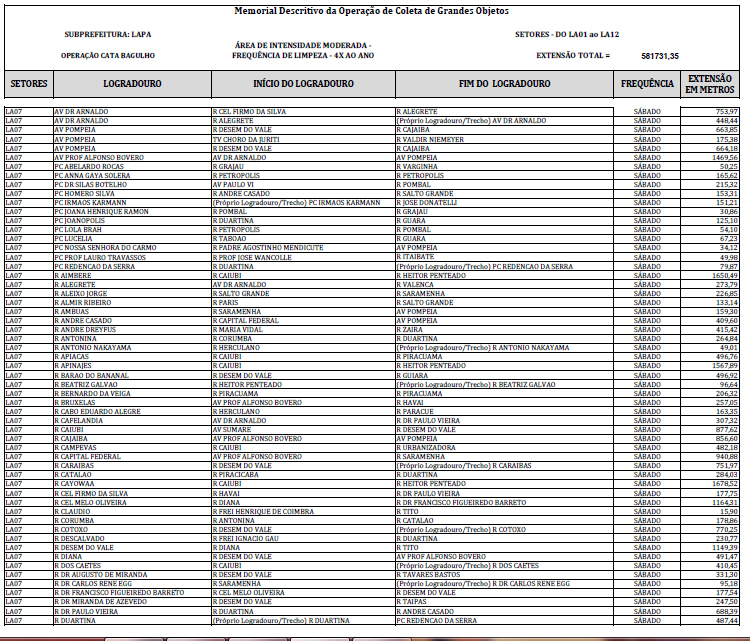 Memorial Descritivo da Operação de Coleta de Grandes Objetos
SUBPREFEITURA: LAPA
SETORES - DO LA01 ao LA12
OPERAÇÃO CATA BAGULHO
ÁREA DE INTENSIDADE MODERADA -
FREQUÊNCIA DE LIMPEZA - 4X AO ANO
EXTENSÃO TOTAL = 581731,35
SETORES LOGRADOURO INÍCIO DO LOGRADOURO FIM DO LOGRADOURO FREQUÊNCIA EXTENSÃO EM METROS
LA07 AV DR ARNALDO R CEL FIRMO DA SILVA R ALEGRETE SÁBADO 753,97
LA07 AV DR ARNALDO R ALEGRETE (Próprio Logradouro/Trecho) AV DR ARNALDO SÁBADO 448,44
LA07 AV POMPEIA R DESEM DO VALE R CAJAIBA SÁBADO 663,85
LA07 AV POMPEIA TV CHORO DA JURITI R VALDIR NIEMEYER SÁBADO 175,38
LA07 AV POMPEIA R DESEM DO VALE R CAJAIBA SÁBADO 664,18
LA07 AV PROF ALFONSO BOVERO AV DR ARNALDO AV POMPEIA SÁBADO 1469,56
LA07 PC ABELARDO ROCAS R GRAJAU R VARGINHA SÁBADO 50,25
LA07 PC ANNA GAYA SOLERA R PETROPOLIS R PETROPOLIS SÁBADO 165,62
LA07 PC DR SILAS BOTELHO AV PAULO VI R POMBAL SÁBADO 215,32
LA07 PC HOMERO SILVA R ANDRE CASADO R SALTO GRANDE SÁBADO 153,31
LA07 PC IRMAOS KARMANN (Próprio Logradouro/Trecho) PC IRMAOS KARMANN R JOSE DONATELLI SÁBADO 151,21
LA07 PC JOANA HENRIQUE RAMON R POMBAL R GRAJAU SÁBADO 30,86
LA07 PC JOANOPOLIS R DUARTINA R GUARA SÁBADO 125,10
LA07 PC LOLA BRAH R PETROPOLIS R POMBAL SÁBADO 54,10
LA07 PC LUCELIA R TABOAO R GUARA SÁBADO 67,23
LA07 PC NOSSA SENHORA DO CARMO R PADRE AGOSTINHO MENDICUTE AV POMPEIA SÁBADO 34,12
LA07 PC PROF LAURO TRAVASSOS R PROF JOSE WANCOLLE R ITAIBATE SÁBADO 49,98
LA07 PC REDENCAO DA SERRA R DUARTINA (Próprio Logradouro/Trecho) PC REDENCAO DA SERRA SÁBADO 79,87
LA07 R AIMBERE R CAIUBI R HEITOR PENTEADO SÁBADO 1650,49
LA07 R ALEGRETE AV DR ARNALDO R VALENCA SÁBADO 273,79
LA07 R ALEIXO JORGE R SALTO GRANDE R SARAMENHA SÁBADO 226,85
LA07 R ALMIR RIBEIRO R PARIS R SALTO GRANDE SÁBADO 133,14
LA07 R AMBUAS R SARAMENHA AV POMPEIA SÁBADO 159,30
LA07 R ANDRE CASADO R CAPITAL FEDERAL AV POMPEIA SÁBADO 409,60
LA07 R ANDRE DREYFUS R MARIA VIDAL R ZAIRA SÁBADO 415,42
LA07 R ANTONINA R CORUMBA R DUARTINA SÁBADO 264,84
LA07 R ANTONIO NAKAYAMA R HERCULANO (Próprio Logradouro/Trecho) R ANTONIO NAKAYAMA SÁBADO 49,01
LA07 R APIACAS R CAIUBI R PIRACUAMA SÁBADO 496,76
LA07 R APINAJES R CAIUBI R HEITOR PENTEADO SÁBADO 1567,89
LA07 R BARAO DO BANANAL R DESEM DO VALE R GUIARA SÁBADO 496,92
LA07 R BEATRIZ GALVAO R HEITOR PENTEADO (Próprio Logradouro/Trecho) R BEATRIZ GALVAO SÁBADO 96,64
LA07 R BERNARDO DA VEIGA R PIRACUAMA R PIRACUAMA SÁBADO 206,32
LA07 R BRUXELAS AV PROF ALFONSO BOVERO R HAVAI SÁBADO 257,05
LA07 R CABO EDUARDO ALEGRE R HERCULANO R PARACUE SÁBADO 163,35
LA07 R CAFELANDIA AV DR ARNALDO R DR PAULO VIEIRA SÁBADO 307,32
LA07 R CAIUBI AV SUMARE R DESEM DO VALE SÁBADO 877,62
LA07 R CAJAIBA AV PROF ALFONSO BOVERO AV POMPEIA SÁBADO 856,60
LA07 R CAMPEVAS R CAIUBI R URBANIZADORA SÁBADO 482,18
LA07 R CAPITAL FEDERAL AV PROF ALFONSO BOVERO R SARAMENHA SÁBADO 940,88
LA07 R CARAIBAS R DESEM DO VALE (Próprio Logradouro/Trecho) R CARAIBAS SÁBADO 751,97
LA07 R CATALAO R PIRACICABA R DUARTINA SÁBADO 284,03
LA07 R CAYOWAA R CAIUBI R HEITOR PENTEADO SÁBADO 1678,52
LA07 R CEL FIRMO DA SILVA R HAVAI R DR PAULO VIEIRA SÁBADO 177,75
LA07 R CEL MELO OLIVEIRA R DIANA R DR FRANCISCO FIGUEIREDO BARRETO SÁBADO 1164,31
LA07 R CLAUDIO R FREI HENRIQUE DE COIMBRA R TITO SÁBADO 15,90
LA07 R CORUMBA R ANTONINA R CATALAO SÁBADO 178,86
LA07 R COTOXO R DESEM DO VALE (Próprio Logradouro/Trecho) R COTOXO SÁBADO 770,25
LA07 R DESCALVADO R FREI IGNACIO GAU R DUARTINA SÁBADO 230,77
LA07 R DESEM DO VALE R DIANA R TITO SÁBADO 1149,39
LA07 R DIANA R DESEM DO VALE AV PROF ALFONSO BOVERO SÁBADO 491,47
LA07 R DOS CAETES R CAIUBI (Próprio Logradouro/Trecho) R DOS CAETES SÁBADO 410,45
LA07 R DR AUGUSTO DE MIRANDA R DESEM DO VALE R TAVARES BASTOS SÁBADO 331,30
LA07 R DR CARLOS RENE EGG R SARAMENHA (Próprio Logradouro/Trecho) R DR CARLOS RENE EGG SÁBADO 95,18
LA07 R DR FRANCISCO FIGUEIREDO BARRETO R CEL MELO OLIVEIRA R DESEM DO VALE SÁBADO 177,54
LA07 R DR MIRANDA DE AZEVEDO R DESEM DO VALE R TAIPAS SÁBADO 247,50
LA07 R DR PAULO VIEIRA R DUARTINA R ANDRE CASADO SÁBADO 688,39
LA07 R DUARTINA (Próprio Logradouro/Trecho) R DUARTINA PC REDENCAO DA SERRA SÁBADO 487,44